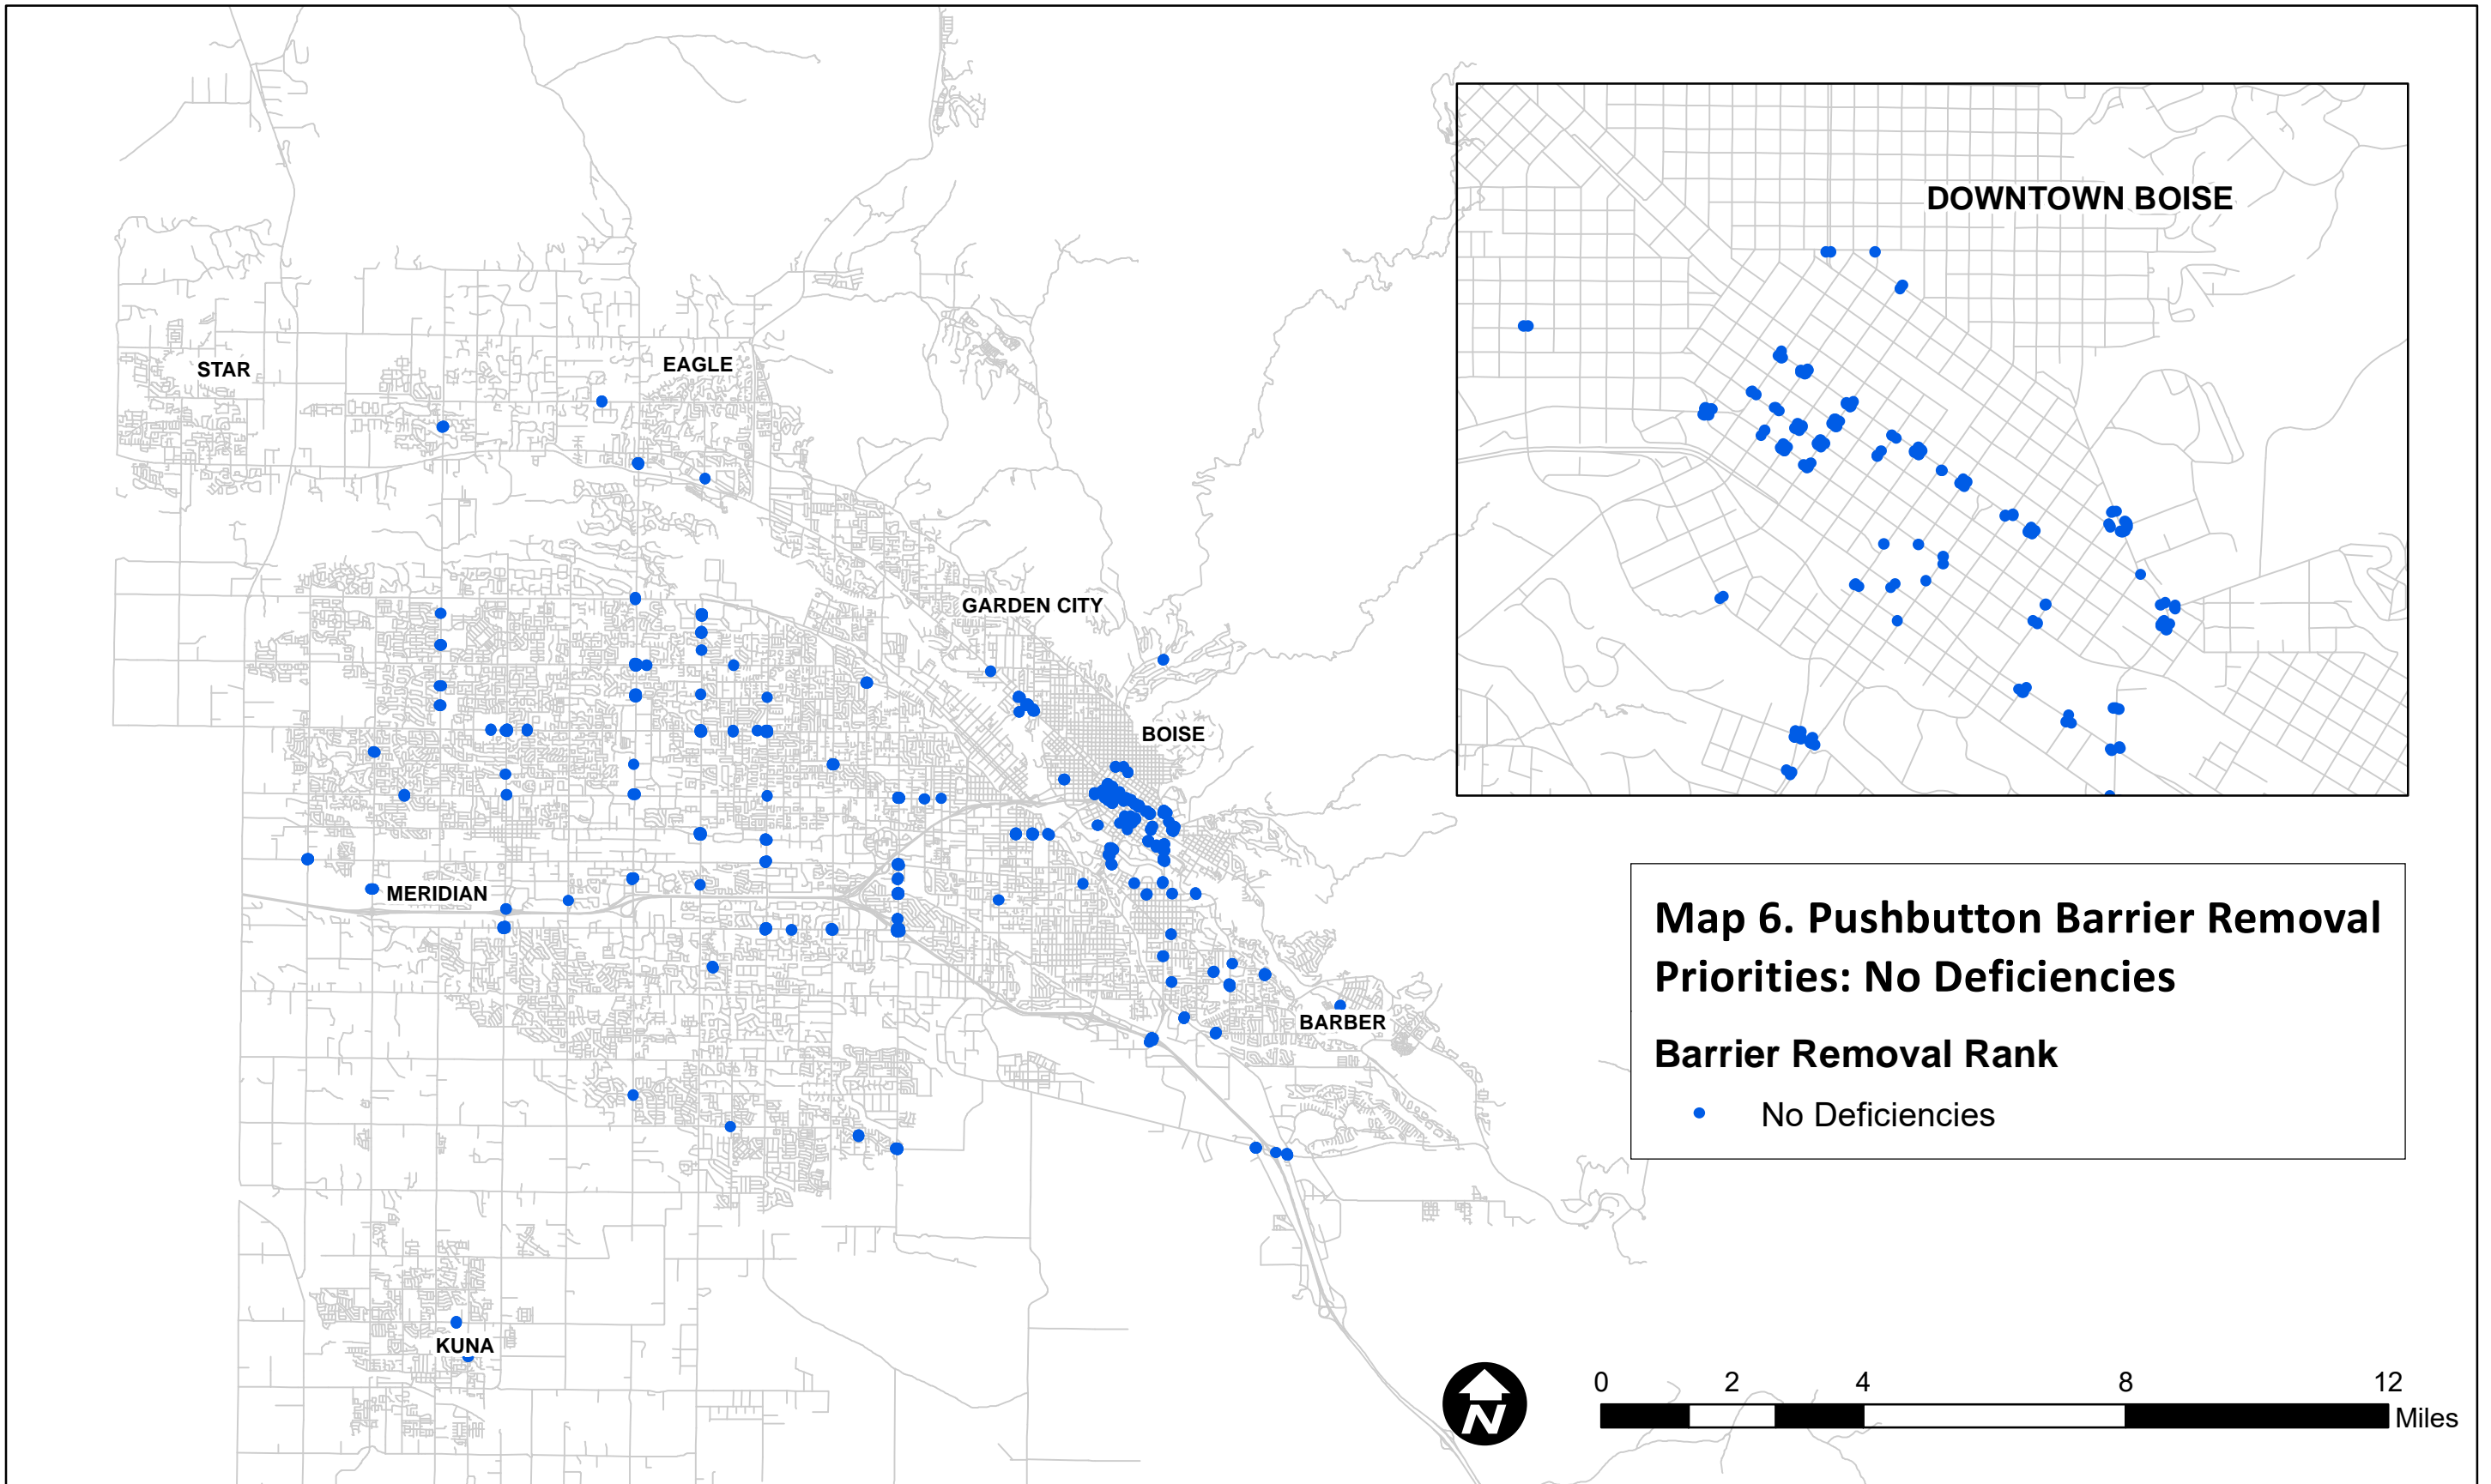 DOWNTOWN BOISE
STAR
EAGLE
GARDEN CITY
BOISE
MERIDIAN
BARBER
KUNA
Map 6. Pushbutton Barrier Removal
Priorities: No Deficiencies
Barrier Removal Rank
No Deficiencies
N
0 2 4 8 12
Miles